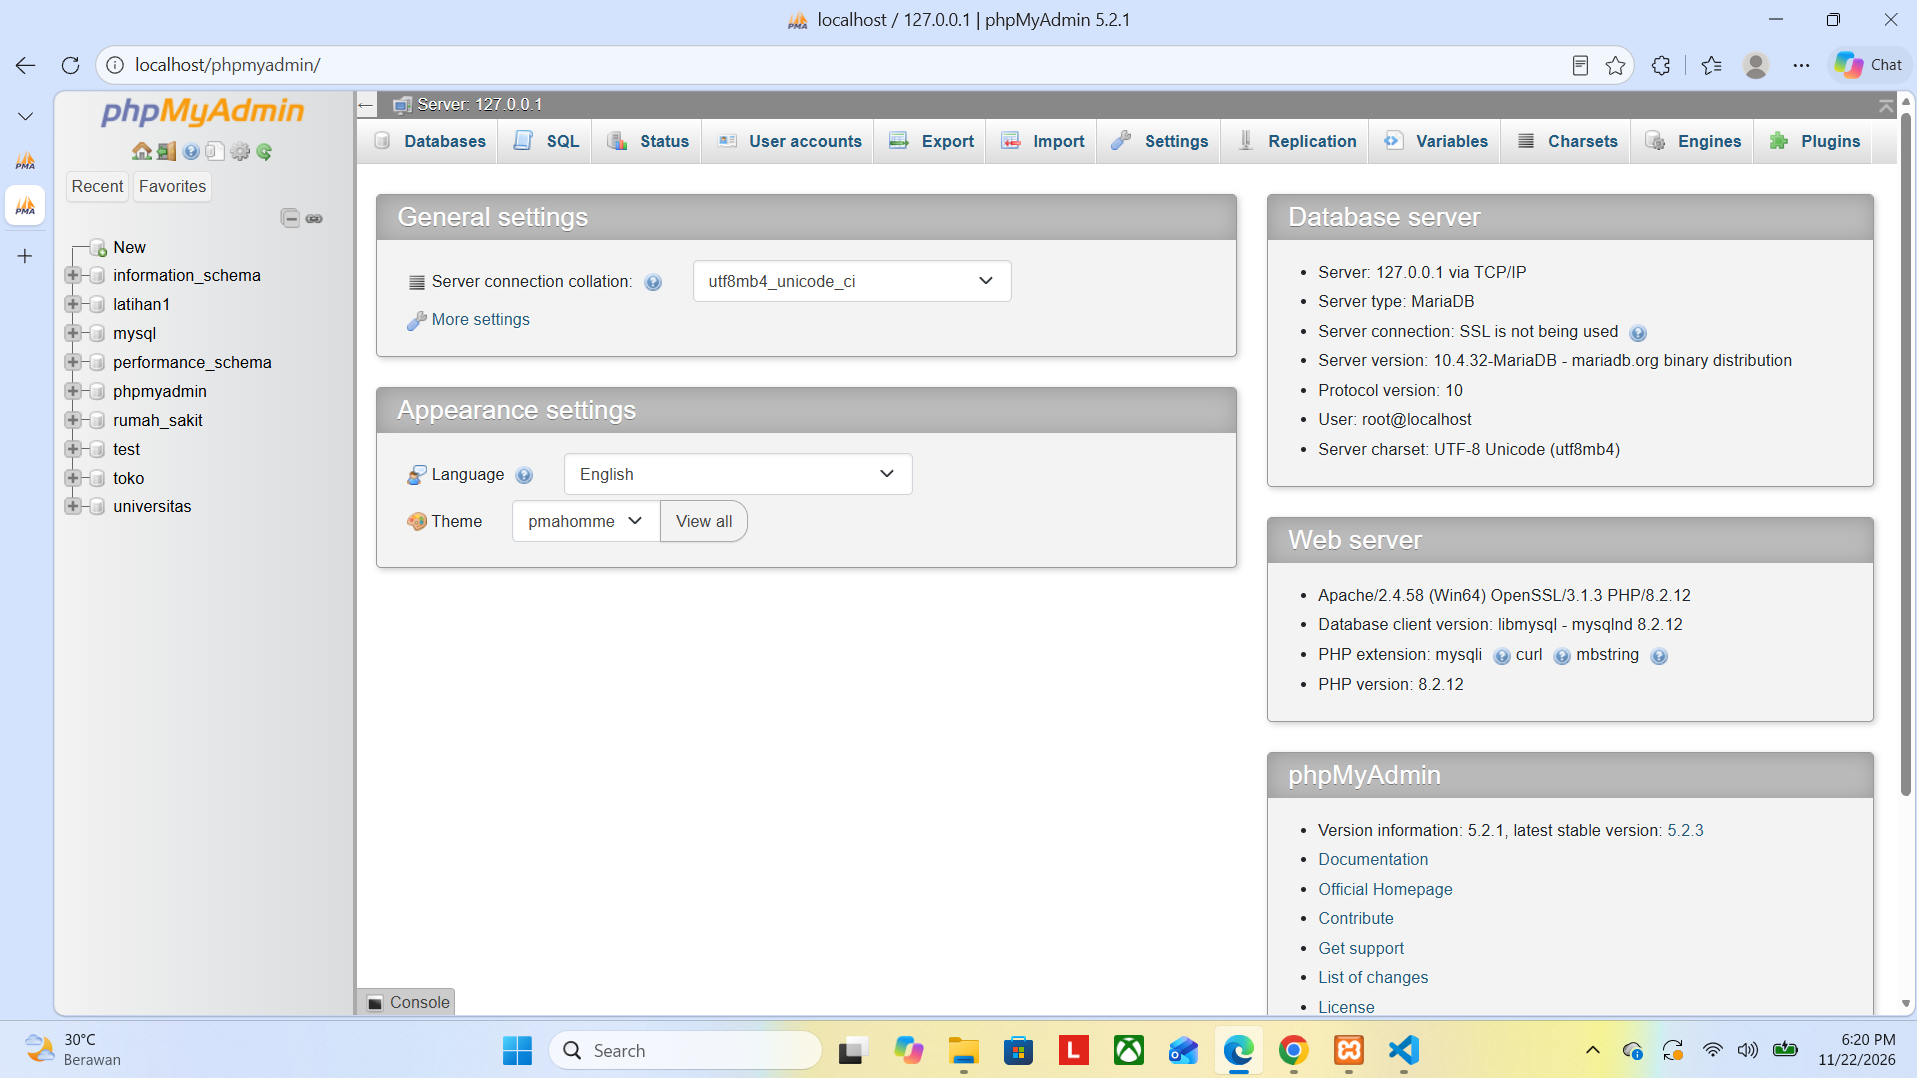 PMA localhost / 127.0.0.1 | phpMyAdmin 5.2.1
localhost/phpmyadmin/
Chat
PMA
PMA
phpMyAdmin
Recent
Favorites
New
information_schema
latihan1
mysql
performance_schema
phpmyadmin
rumah_sakit
test
toko
universitas
Server: 127.0.0.1
Databases SQL Status User accounts Export Import Settings Replication Variables Charsets Engines Plugins
General settings
Server connection collation:
utf8mb4_unicode_ci
More settings
Appearance settings
Language
English
Theme
pmahomme
View all
Database server
Server: 127.0.0.1 via TCP/IP
Server type: MariaDB
Server connection: SSL is not being used
Server version: 10.4.32-MariaDB - mariadb.org binary distribution
Protocol version: 10
User: root@localhost
Server charset: UTF-8 Unicode (utf8mb4)
Web server
Apache/2.4.58 (Win64) OpenSSL/3.1.3 PHP/8.2.12
Database client version: libmysql - mysqlnd 8.2.12
PHP extension: mysqli curl mbstring
PHP version: 8.2.12
phpMyAdmin
Version information: 5.2.1, latest stable version: 5.2.3
Documentation
Official Homepage
Contribute
Get support
List of changes
License
Console
30°C
Berawan
Search
L
6:20 PM
11/22/2026